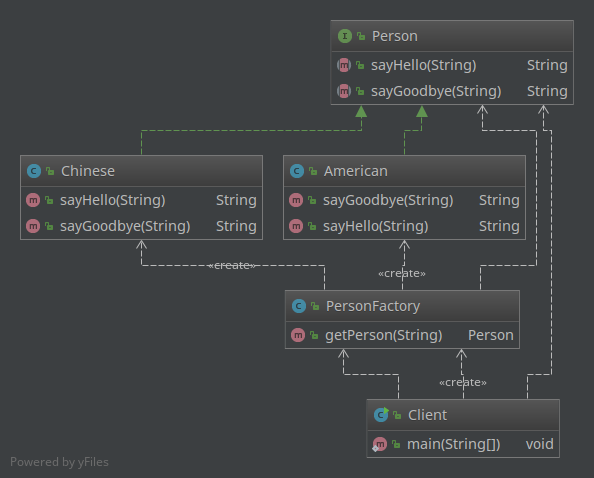 I Person
m sayHello(String) String
m sayGoodbye(String) String
C Chinese
m sayHello(String) String
m sayGoodbye(String) String
C American
m sayGoodbye(String) String
m sayHello(String) String
«create»
«create»
C PersonFactory
m getPerson(String) Person
«create»
C Client
m main(String[]) void
Powered by yFiles